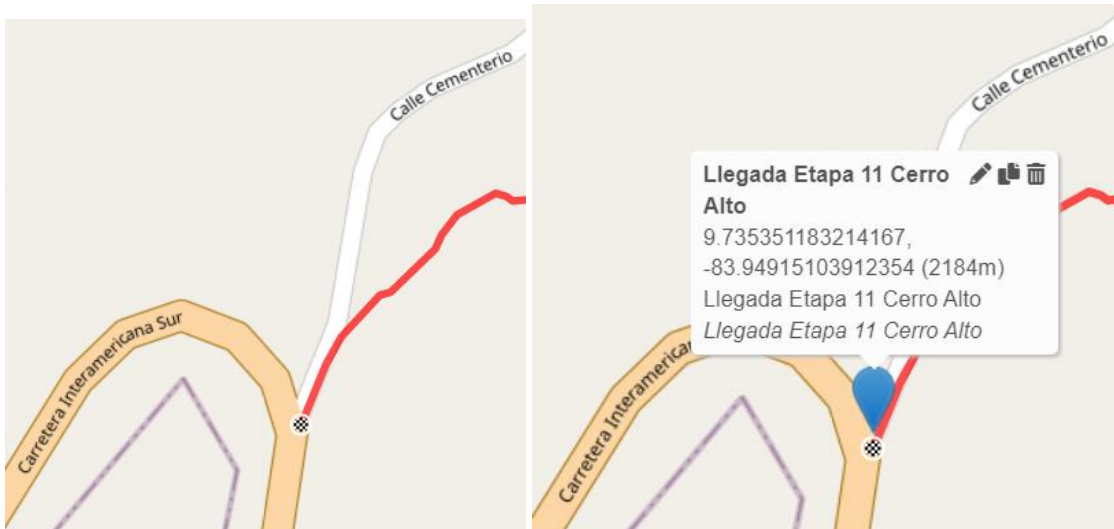 Calle Cementerio
Carretera Interamericana Sur
Calle Cementerio
Llegada Etapa 11 Cerro
Alto
9.735351183214167,
-83.94915103912354 (2184m)
Llegada Etapa 11 Cerro Alto
Llegada Etapa 11 Cerro Alto
Carretera Interamerica